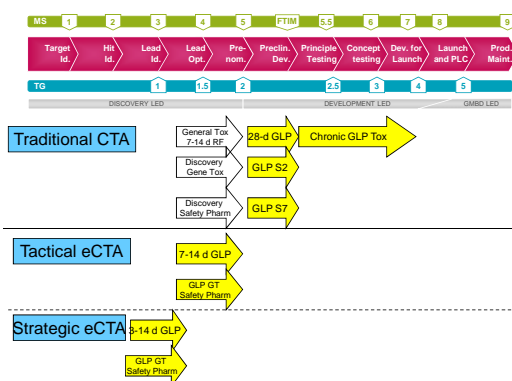 MS 1 2 3 4 5 FTIM 5.5 6 7 8 9
Target Hit Lead Lead Pre- Preclin. Principle Concept Dev. for Launch Prod.
Id. Id. Id. Opt. nom. Dev. Testing testing Launch and PLC Maint.
TG 1 1.5 2 2.5 3 4 5
DISCOVERY LED DEVELOPMENT LED GMBD LED
Traditional CTA
General Tox
7-14 d RF
28-d GLP
Chronic GLP Tox
Discovery
Gene Tox
GLP S2
Discovery
Safety Pharm
GLP S7
Tactical eCTA
7-14 d GLP
GLP GT
Safety Pharm
Strategic eCTA
3-14 d GLP
GLP GT
Safety Pharm